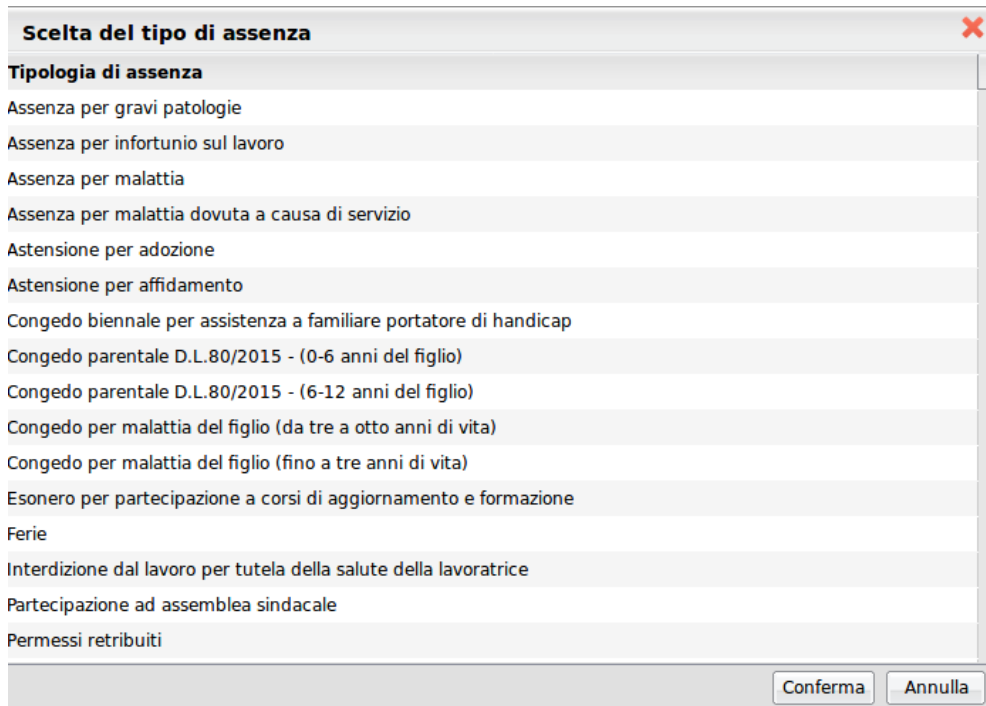 Scelta del tipo di assenza
Tipologia di assenza
Assenza per gravi patologie
Assenza per infortunio sul lavoro
Assenza per malattia
Assenza per malattia dovuta a causa di servizio
Astensione per adozione
Astensione per affidamento
Congedo biennale per assistenza a familiare portatore di handicap
Congedo parentale D.L.80/2015 - (0-6 anni del figlio)
Congedo parentale D.L.80/2015 - (6-12 anni del figlio)
Congedo per malattia del figlio (da tre a otto anni di vita)
Congedo per malattia del figlio (fino a tre anni di vita)
Esonero per partecipazione a corsi di aggiornamento e formazione
Ferie
Interdizione dal lavoro per tutela della salute della lavoratrice
Partecipazione ad assemblea sindacale
Permessi retribuiti
Conferma Annulla